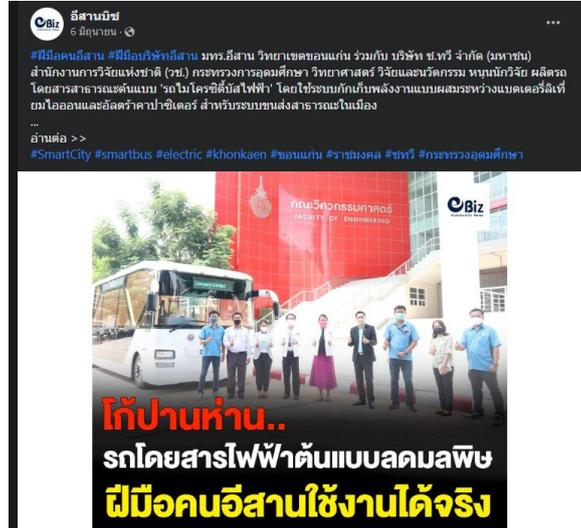 อีสานบิซ
6 มิถุนายน ·
#ฝีมือคนอีสาน #ฝีมือบริษัทอีสาน มทร.อีสาน วิทยาเขตขอนแก่น ร่วมกับ บริษัท ช.ทวี จำกัด (มหาชน)
สำนักงานการวิจัยแห่งชาติ (วช.) กระทรวงการอุดมศึกษา วิทยาศาสตร์ วิจัยและนวัตกรรม หนุนนักวิจัย ผลิตรถ
โดยสารสาธารณะต้นแบบ 'รถไมโครซิตี้บัสไฟฟ้า' โดยใช้ระบบกักเก็บพลังงานแบบผสมระหว่างแบตเตอรี่ลิเที่
ยมไอออนและอัลตร้าคาปาซิเตอร์ สำหรับระบบขนส่งสาธารณะในเมือง
...
อ่านต่อ >>
#SmartCity #smartbus #electric #khonkaen #ขอนแก่น #ราชมงคล #ชทวี #กระทรวงอุดมศึกษา
คณะวิศวกรรมศาสตร์
FACULTY OF ENGINEERING
eBiz
โก้ปานห่าน..
รถโดยสารไฟฟ้าต้นแบบลดมลพิษ
ฝีมือคนอีสานใช้งานได้จริง